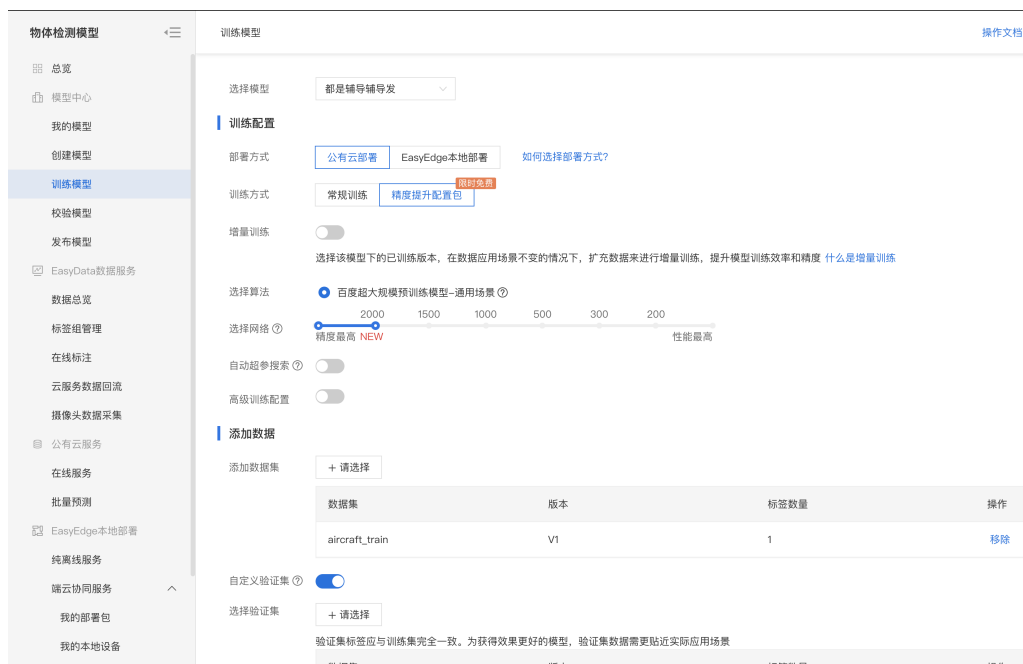 物体检测模型
训练模型
操作文档
总览
模型中心
我的模型
创建模型
训练模型
校验模型
发布模型
EasyData数据服务
数据总览
标签组管理
在线标注
云服务数据回流
摄像头数据采集
公有云服务
在线服务
批量预测
EasyEdge本地部署
纯离线服务
端云协同服务
我的部署包
我的本地设备
选择模型 都是辅导辅导发
训练配置
部署方式 公有云部署 EasyEdge本地部署 如何选择部署方式?
限时免费
训练方式 常规训练 精度提升配置包
增量训练
选择该模型下的已训练版本，在数据应用场景不变的情况下，扩充数据来进行增量训练，提升模型训练效率和精度 什么是增量训练
选择算法 百度超大规模预训练模型-通用场景 ?
2000 1500 1000 500 300 200
选择网络 ?
精度最高 NEW 性能最高
自动超参搜索 ?
高级训练配置
添加数据
添加数据集 + 请选择
数据集 版本 标签数量 操作
aircraft_train V1 1 移除
自定义验证集 ?
选择验证集 + 请选择
验证集标签应与训练集完全一致。为获得效果更好的模型，验证集数据需更贴近实际应用场景